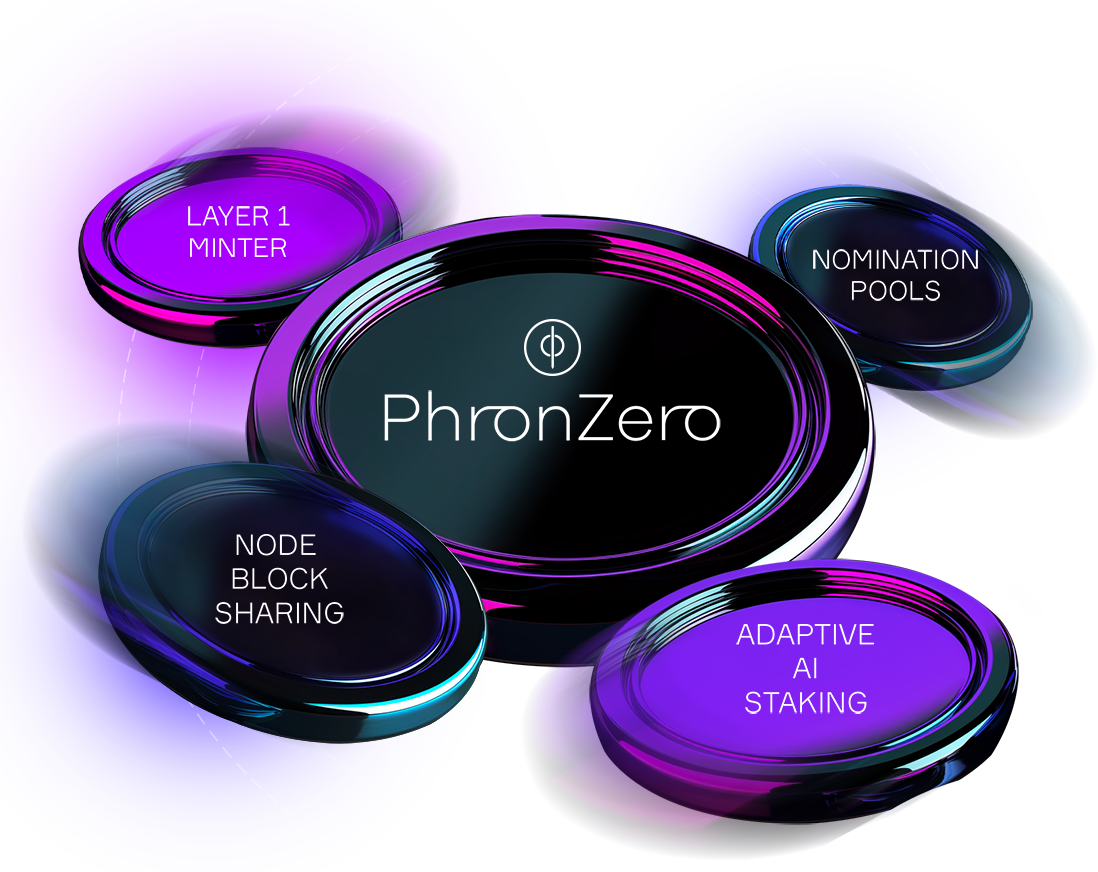 LAYER 1
MINTER
NOMINATION
POOLS
PhronZero
NODE
BLOCK
SHARING
ADAPTIVE
AI
STAKING